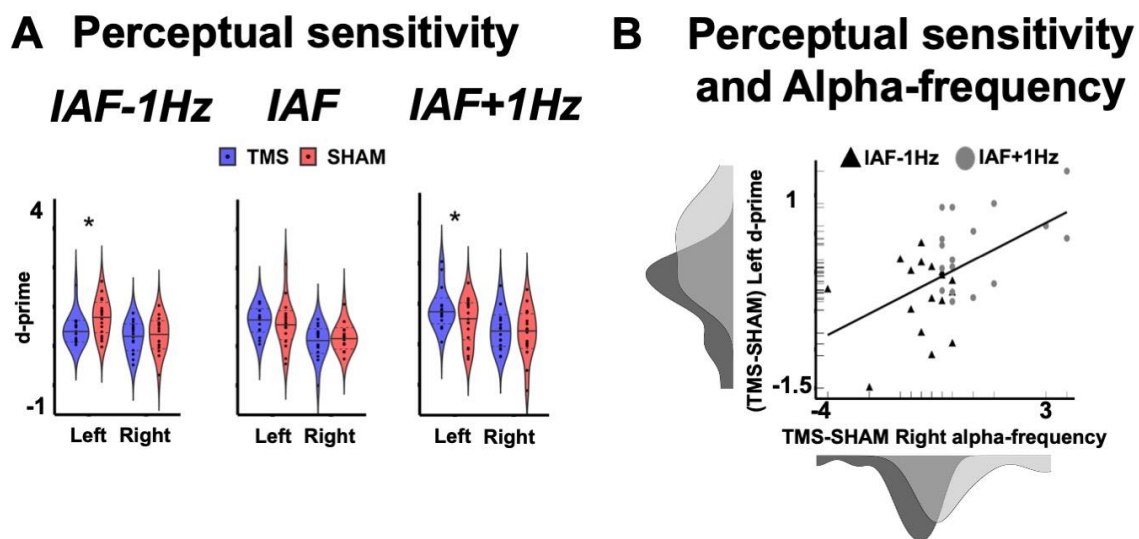 A Perceptual sensitivity
IAF-1Hz IAF IAF+1Hz
TMS SHAM
4
*
*
d-prime
-1
Left Right
Left Right
Left Right
B Perceptual sensitivity
and Alpha-frequency
IAF-1Hz IAF+1Hz
1
(TMS-SHAM) Left d-prime
-1.5
-4
3
TMS-SHAM Right alpha-frequency